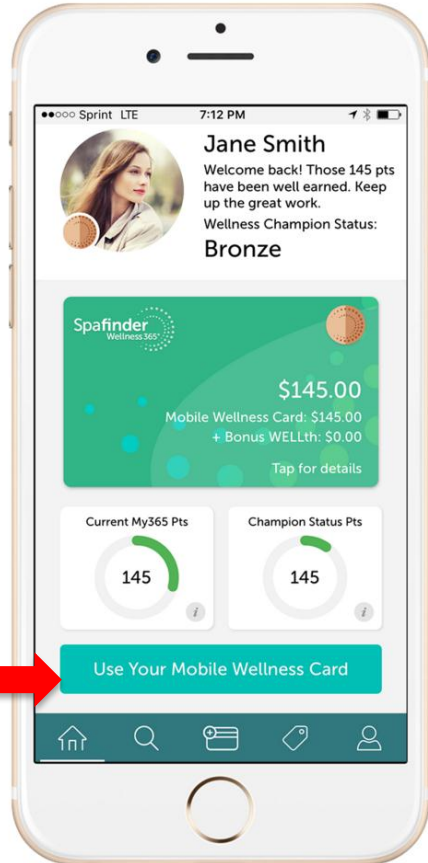 ●●○○○ Sprint LTE 7:12 PM
Jane Smith
Welcome back! Those 145 pts
have been well earned. Keep
up the great work.
Wellness Champion Status:
Bronze
Spafinder
Wellness 365™
$145.00
Mobile Wellness Card: $145.00
+ Bonus WELLth: $0.00
Tap for details
Current My365 Pts
Champion Status Pts
145
145
i
i
Use Your Mobile Wellness Card